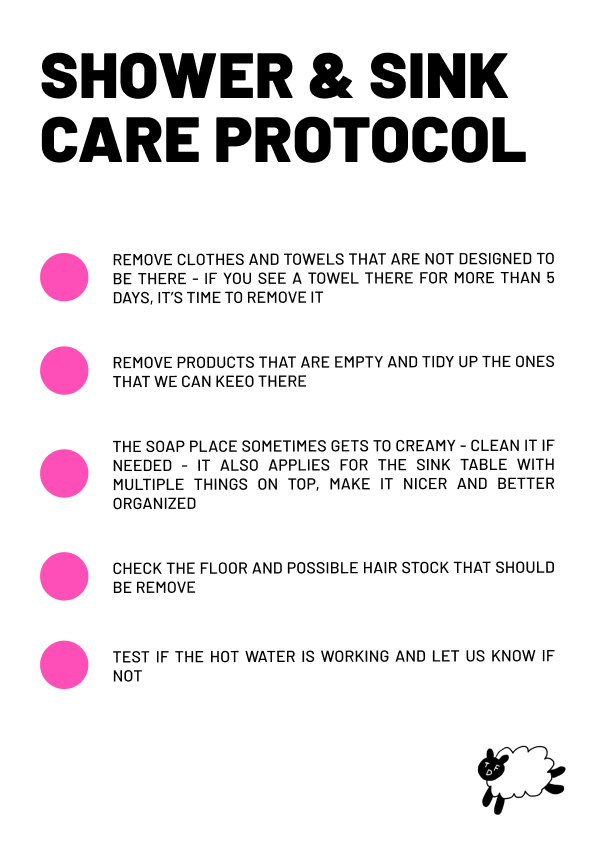 SHOWER & SINK
CARE PROTOCOL
REMOVE CLOTHES AND TOWELS THAT ARE NOT DESIGNED TO
BE THERE - IF YOU SEE A TOWEL THERE FOR MORE THAN 5
DAYS, IT'S TIME TO REMOVE IT
REMOVE PRODUCTS THAT ARE EMPTY AND TIDY UP THE ONES
THAT WE CAN KEEO THERE
THE SOAP PLACE SOMETIMES GETS TO CREAMY - CLEAN IT IF
NEEDED - IT ALSO APPLIES FOR THE SINK TABLE WITH
MULTIPLE THINGS ON TOP, MAKE IT NICER AND BETTER
ORGANIZED
CHECK THE FLOOR AND POSSIBLE HAIR STOCK THAT SHOULD
BE REMOVE
TEST IF THE HOT WATER IS WORKING AND LET US KNOW IF
NOT
TDF